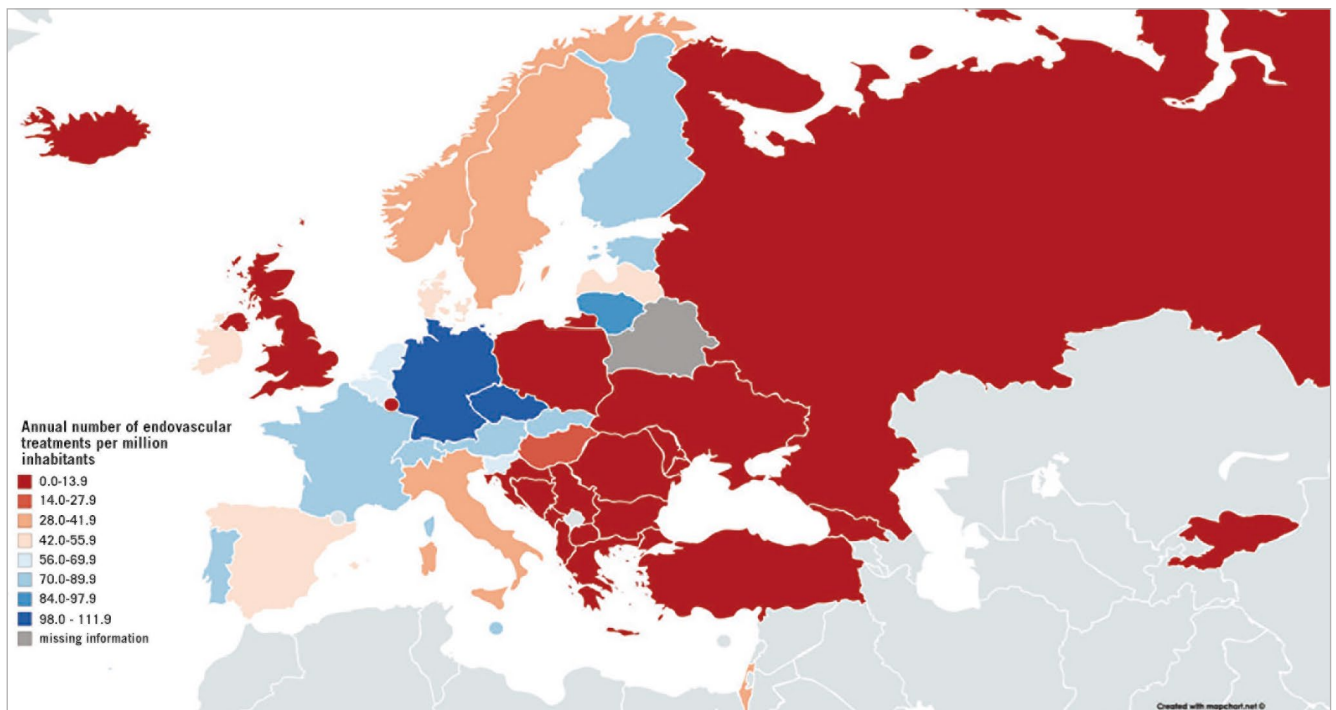 Annual number of endovascular
treatments per million
inhabitants
0.0-13.9
14.0-27.9
28.0-41.9
42.0-55.9
56.0-69.9
70.0-89.9
84.0-97.9
98.0 - 111.9
missing information
Created with mapchart.net ©